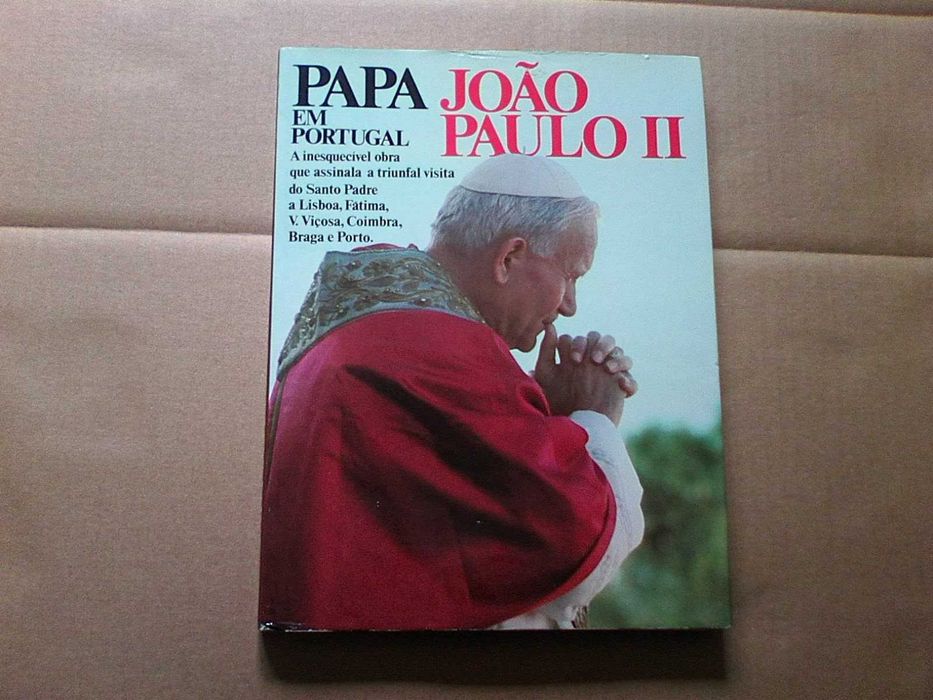 PAPA JOÃO
EM PAULO II
PORTUGAL
A inesquecível obra
que assinala a triunfal visita
do Santo Padre
a Lisboa, Fátima,
V. Viçosa, Coimbra,
Braga e Porto.